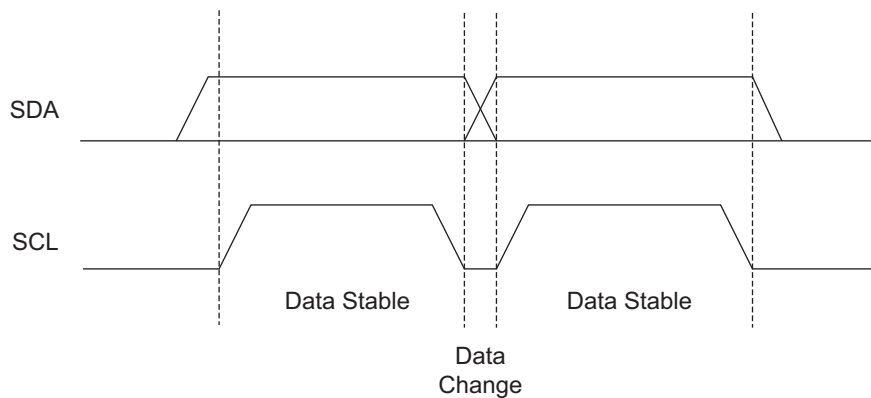 SDA
SCL
Data Stable
Data Stable
Data
Change